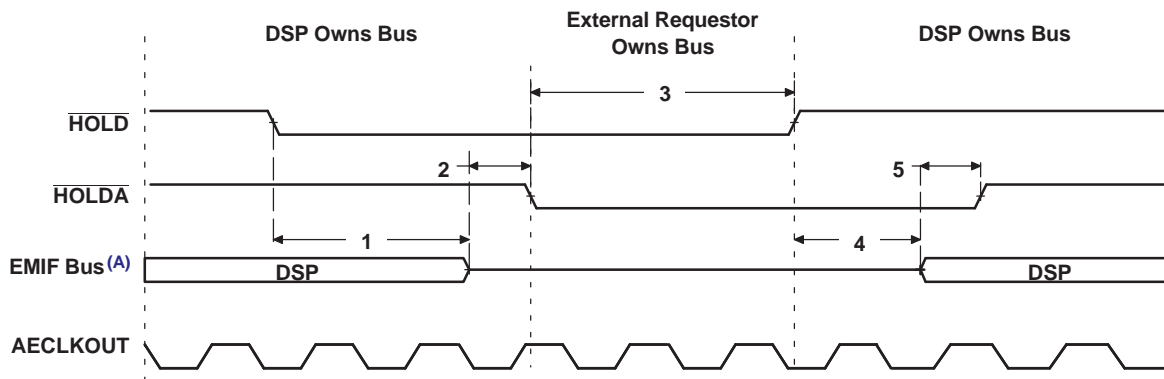 DSP Owns Bus
External Requestor
Owns Bus
DSP Owns Bus
3
HOLD
2
5
HOLDA
1
4
EMIF Bus(A)
DSP
DSP
AECLKOUT